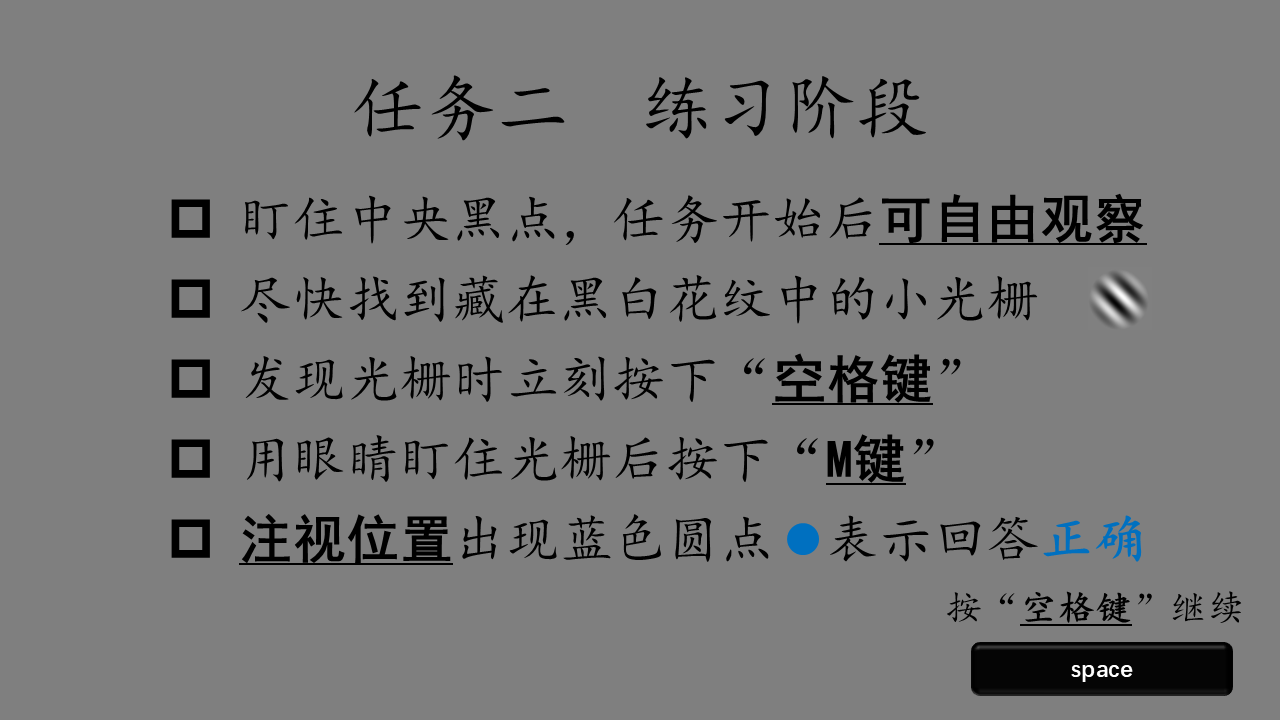 任务二 练习阶段
盯住中央黑点，任务开始后可自由观察
尽快找到藏在黑白花纹中的小光栅
发现光栅时立刻按下“空格键”
用眼睛盯住光栅后按下“M键”
注视位置出现蓝色圆点●表示回答正确
按“空格键”继续
space